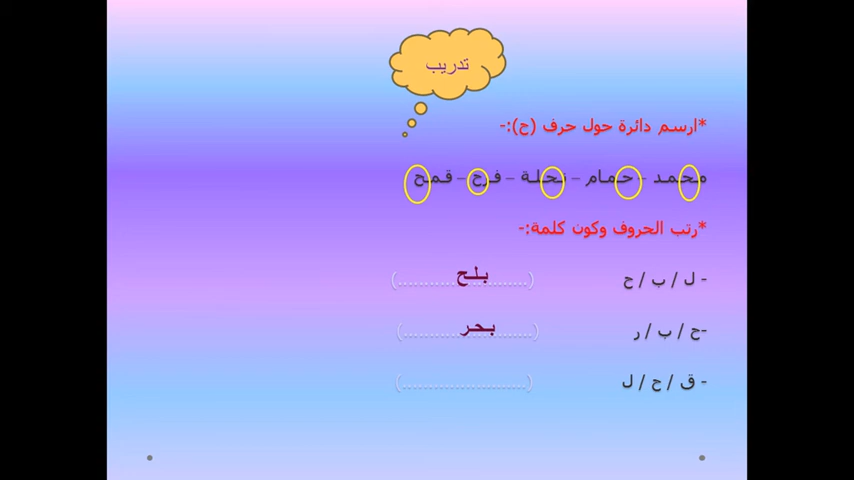 تدريب
*ارسم دائرة حول حرف (ح):-
محمد – حمام – نحلة – فرح – قمح
*رتب الحروف وكون كلمة:-
- ل / ب / ح (..........بلح..........)
-ح / ب / ر (..........بحر..........)
- ق / ح / ل (........................)